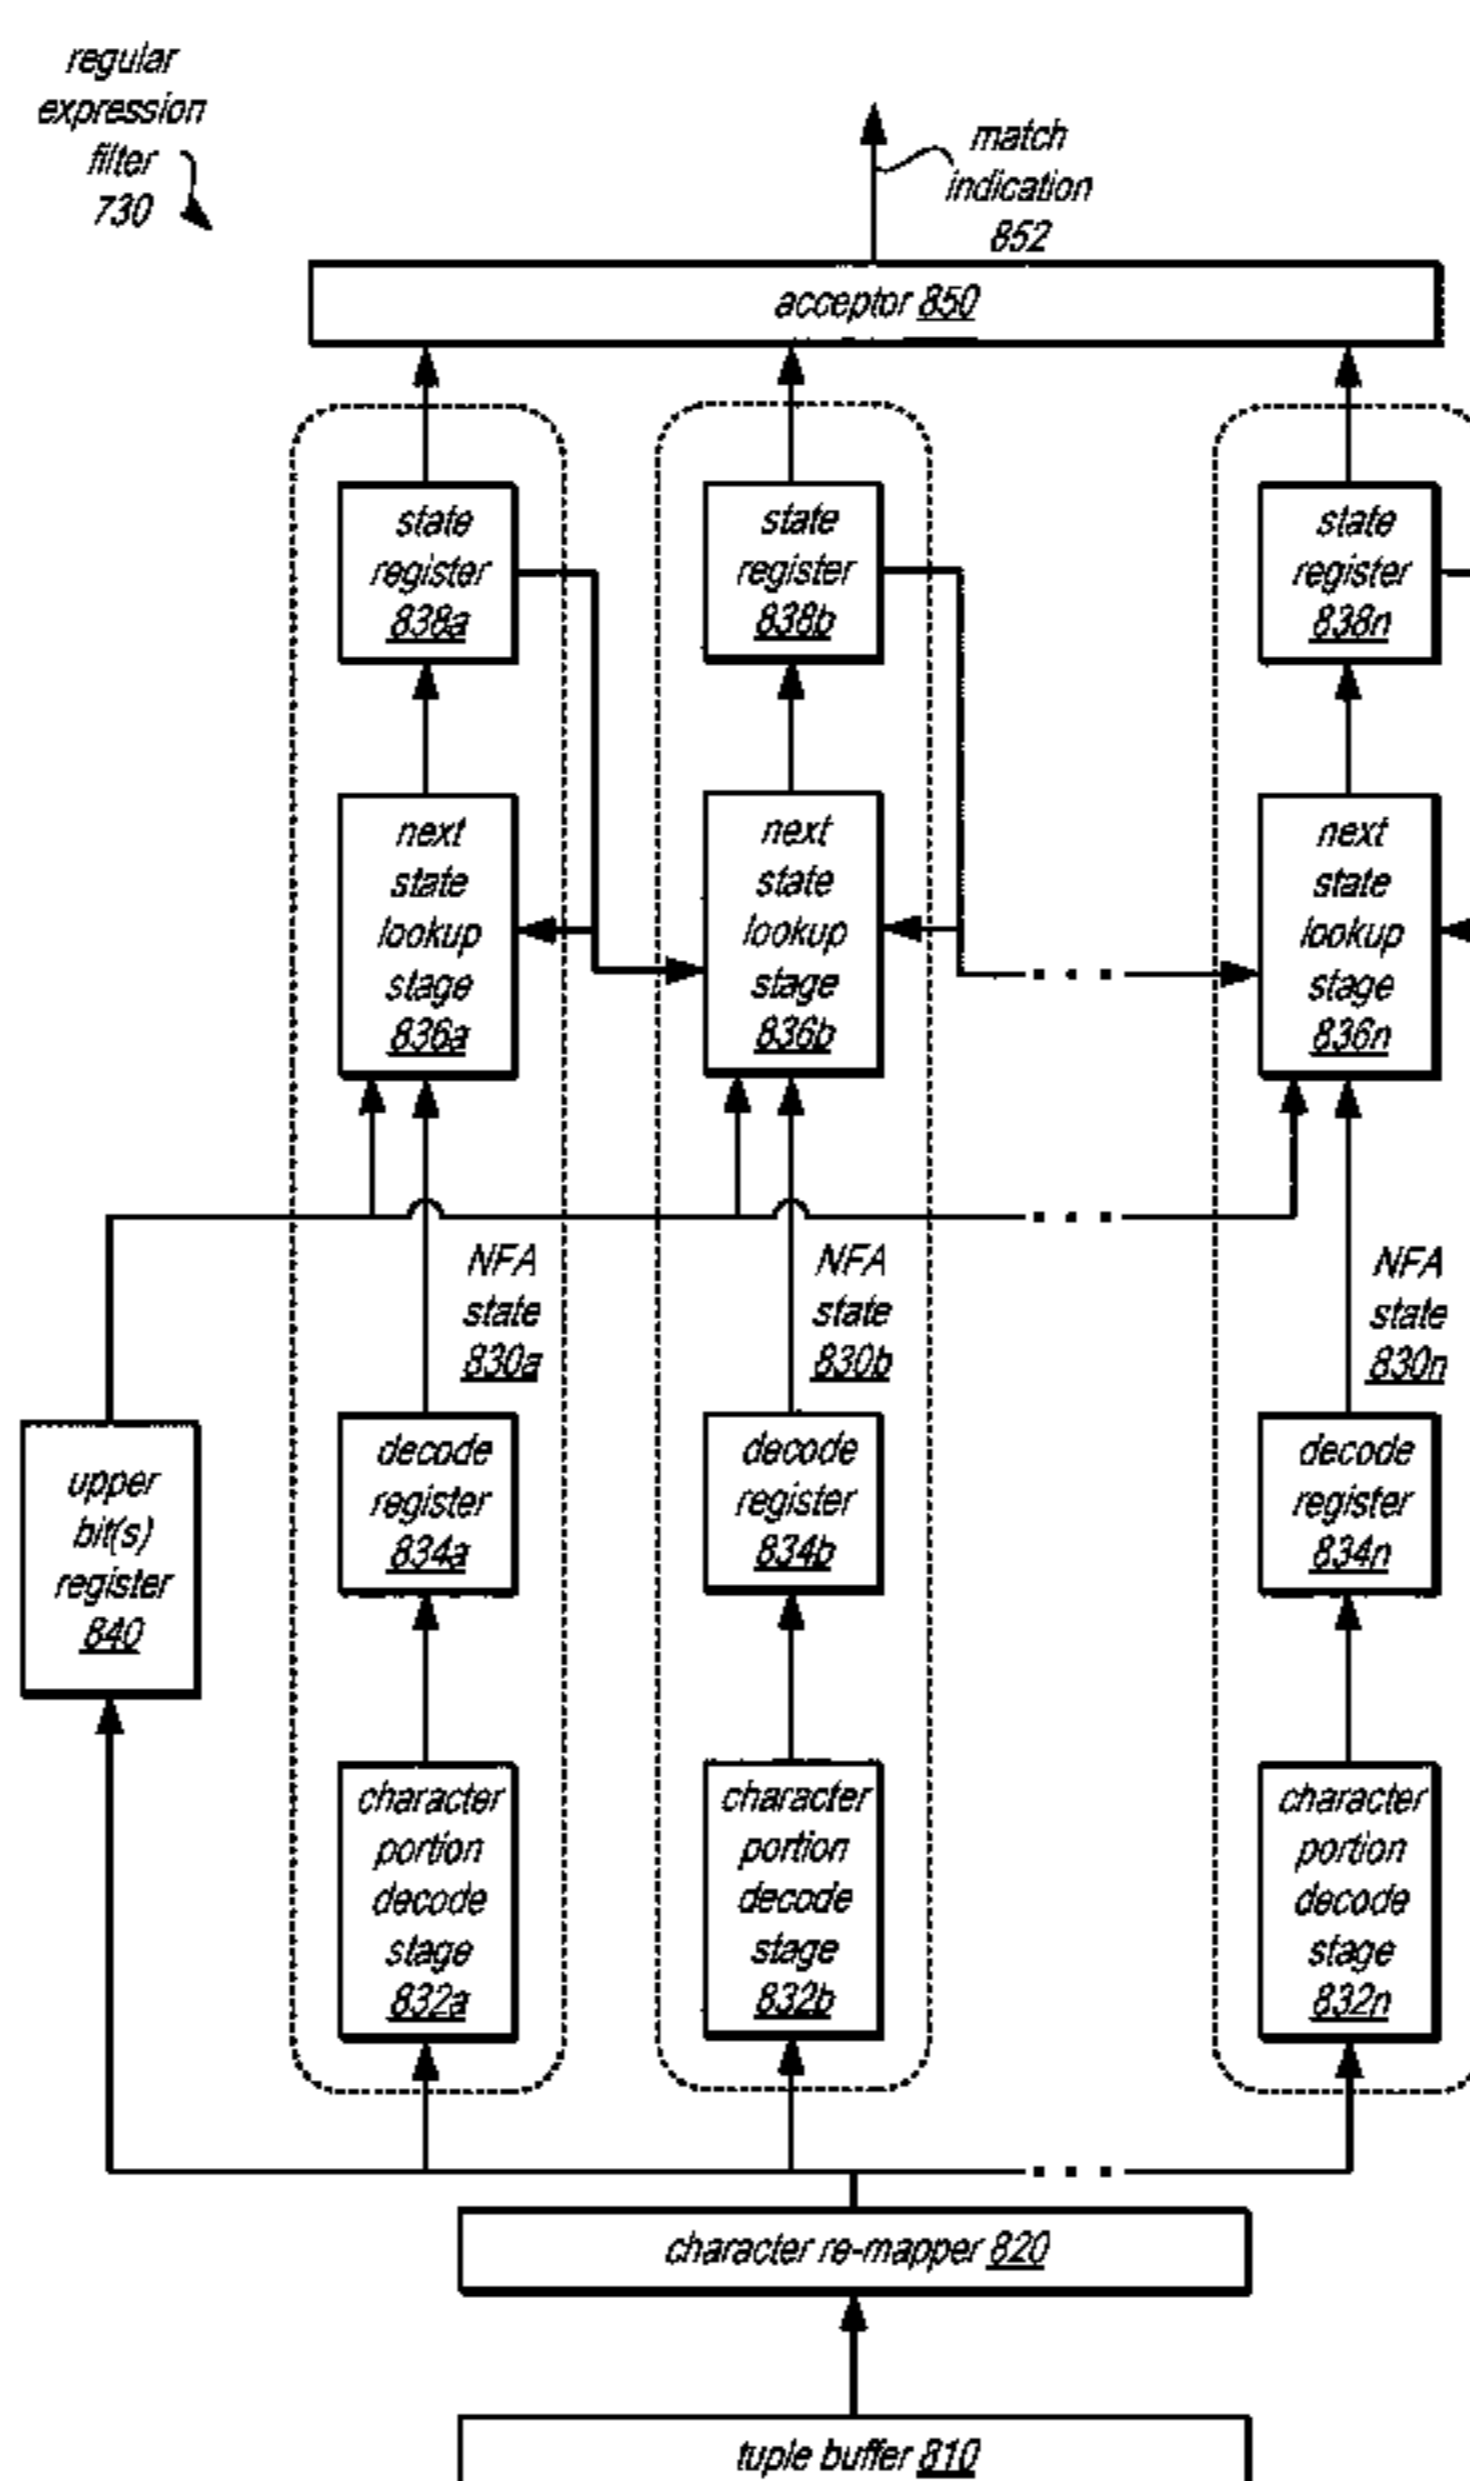 regular
expression
filter
730
match
indication
852
acceptor 850
state
register
838a
state
register
838b
state
register
838n
next
state
lookup
stage
836a
next
state
lookup
stage
836b
next
state
lookup
stage
836n
NFA
state
830a
NFA
state
830b
NFA
state
830n
upper
bit(s)
register
840
decode
register
834a
decode
register
834b
decode
register
834n
character
portion
decode
stage
832a
character
portion
decode
stage
832b
character
portion
decode
stage
832n
character re-mapper 820
tuple buffer 810